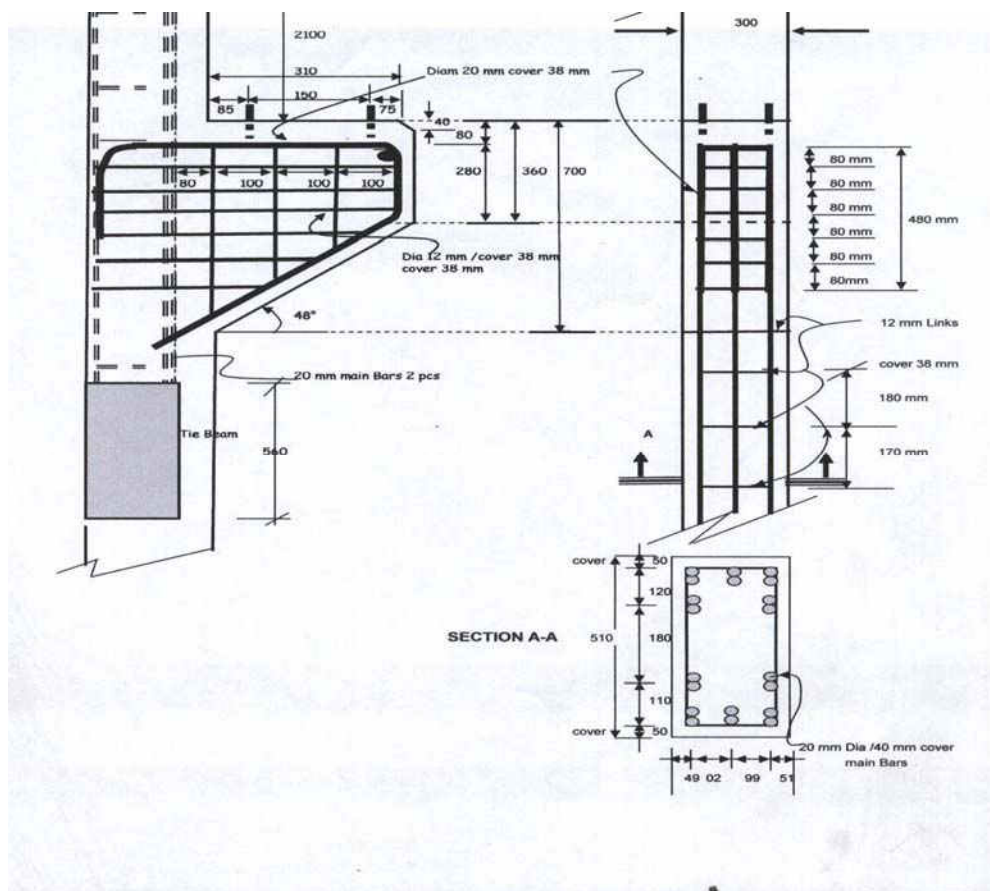 2100
300
310
Diam 20 mm cover 38 mm
85
150
75
40
80
280
360
700
80
100
100
100
Dia 12 mm /cover 38 mm
cover 38 mm
48°
20 mm main Bars 2 pcs
Tie Beam
560
80 mm
80 mm
80 mm
80 mm
80 mm
80mm
480 mm
12 mm Links
cover 38 mm
180 mm
170 mm
A
SECTION A-A
cover
50
120
510
180
110
cover
50
20 mm Dia /40 mm cover
main Bars
49
02
99
51